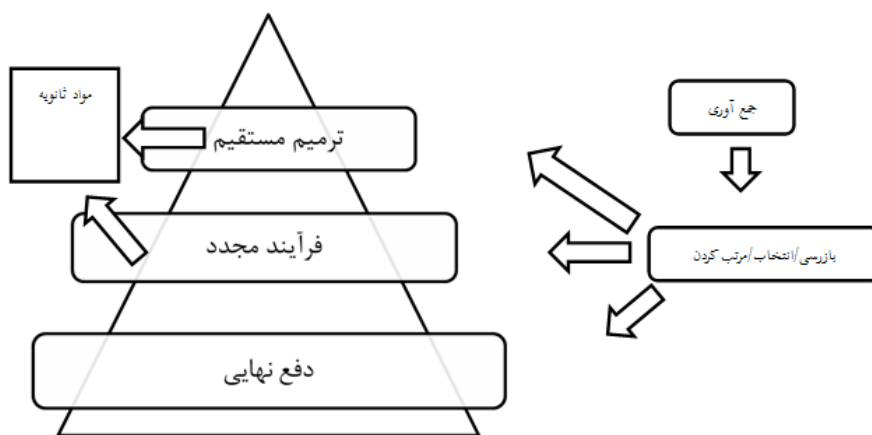 جمع آوری
بازرسی/انتخاب/مرتب کردن
مواد ثانویه
ترمیم مستقیم
فرآیند مجدد
دفع نهایی